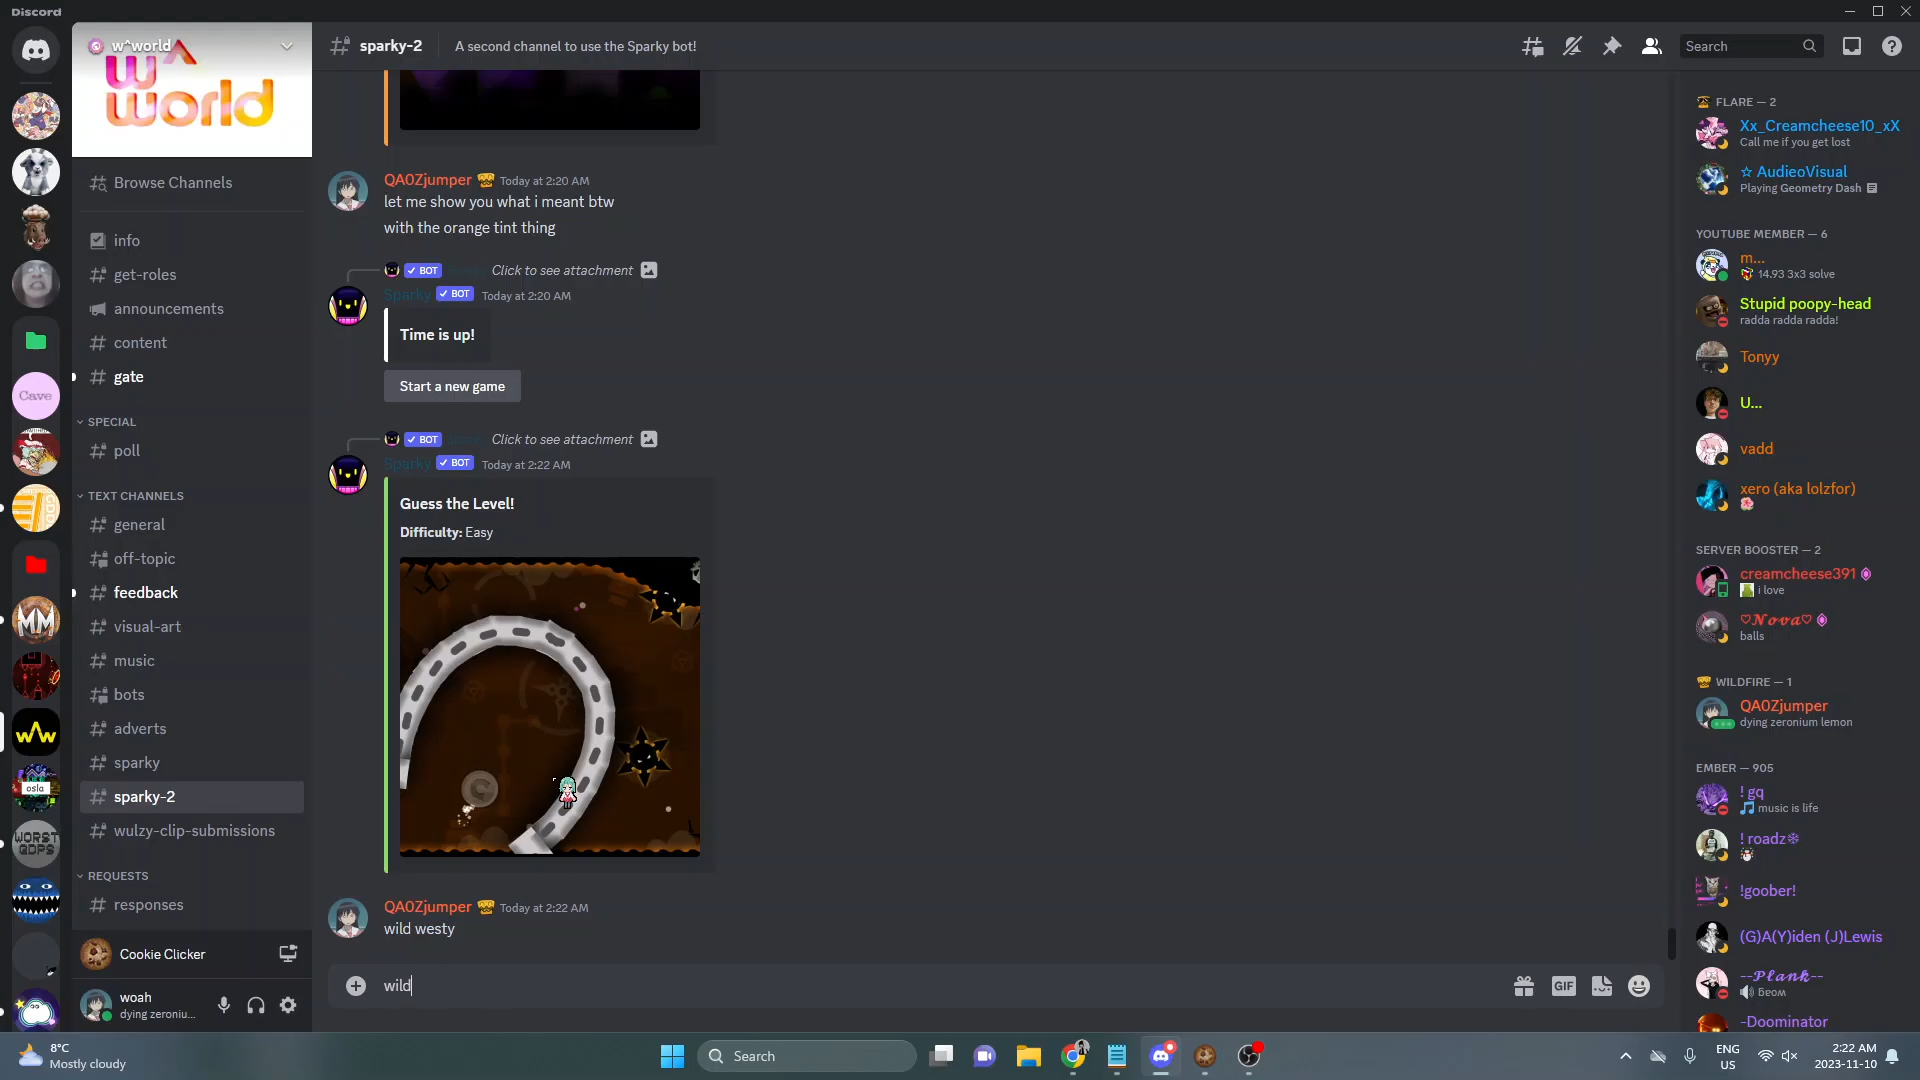 Discord
w^world
w^
world
Browse Channels
info
get-roles
announcements
content
gate
SPECIAL
poll
TEXT CHANNELS
general
off-topic
feedback
visual-art
music
bots
adverts
sparky
sparky-2
wulzy-clip-submissions
REQUESTS
responses
Cookie Clicker
woah
dying zeroniu...
Cave
osla
WORST
GDPS
sparky-2
A second channel to use the Sparky bot!
Search
QA0Zjumper Today at 2:20 AM
let me show you what i meant btw
with the orange tint thing
BOT Click to see attachment
Sparky BOT Today at 2:20 AM
Time is up!
Start a new game
BOT Click to see attachment
Sparky BOT Today at 2:22 AM
Guess the Level!
Difficulty: Easy
QA0Zjumper Today at 2:22 AM
wild westy
wild
GIF
FLARE — 2
Xx_Creamcheese10_xX
Call me if you get lost
☆ AudieoVisual
Playing Geometry Dash
YOUTUBE MEMBER — 6
m...
14.93 3x3 solve
Stupid poopy-head
radda radda radda!
Tonyy
U...
vadd
xero (aka lolzfor)
SERVER BOOSTER — 2
creamcheese391
i love
♡𝓝𝓸𝓿𝓪♡
balls
WILDFIRE — 1
QA0Zjumper
dying zeronium lemon
EMBER — 905
! gq
music is life
! roadz❄
!goober!
(G)A(Y)iden (J)Lewis
--𝓟𝓵𝓪𝓷𝓴--
беом
-Doominator
8°C
Mostly cloudy
Search
ENG
US
2:22 AM
2023-11-10